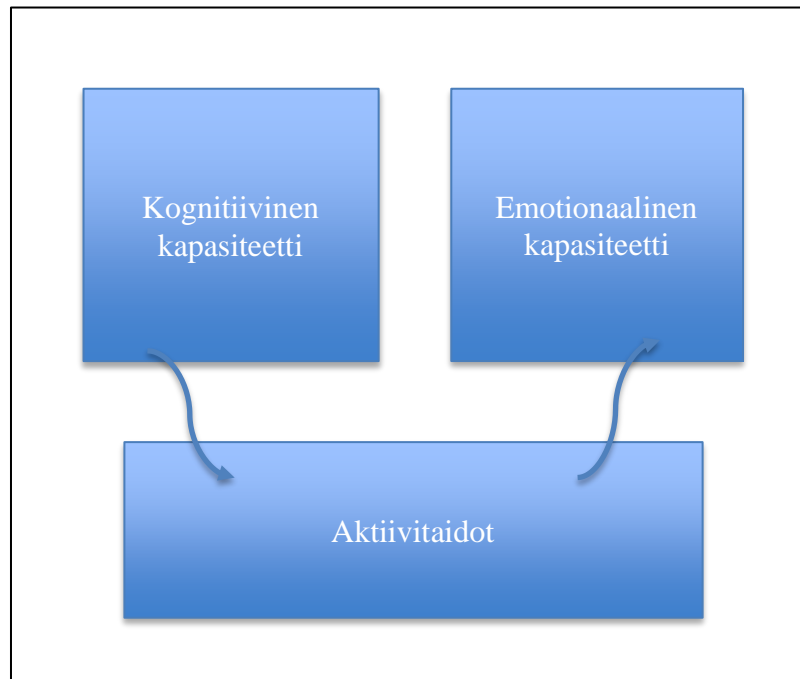 Kognitiivinen
kapasiteetti
Emotionaalinen
kapasiteetti
Aktiivitaidot